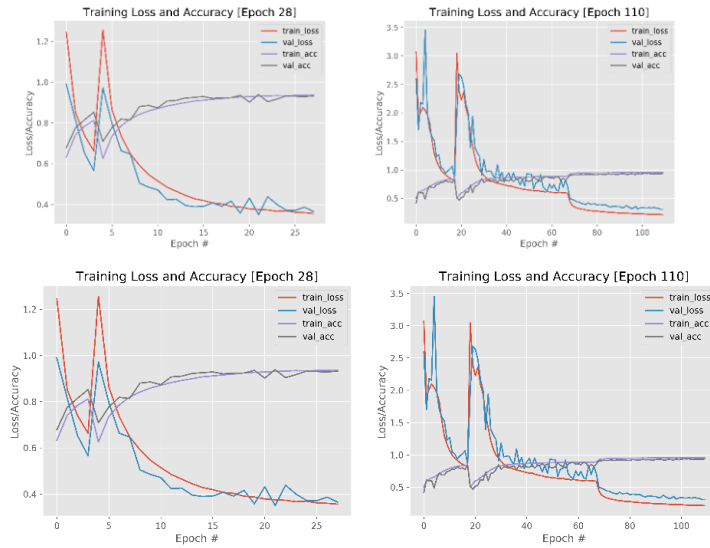 Training Loss and Accuracy [Epoch 28]
train_loss
val_loss
train_acc
val_acc
1.2
1.0
0.8
0.6
0.4
Loss/Accuracy
0 5 10 15 20 25
Epoch #
Training Loss and Accuracy [Epoch 110]
train_loss
val_loss
train_acc
val_acc
3.5
3.0
2.5
2.0
1.5
1.0
0.5
Loss/Accuracy
0 20 40 60 80 100
Epoch #
Training Loss and Accuracy [Epoch 28]
train_loss
val_loss
train_acc
val_acc
1.2
1.0
0.8
0.6
0.4
Loss/Accuracy
0 5 10 15 20 25
Epoch #
Training Loss and Accuracy [Epoch 110]
train_loss
val_loss
train_acc
val_acc
3.5
3.0
2.5
2.0
1.5
1.0
0.5
Loss/Accuracy
0 20 40 60 80 100
Epoch #